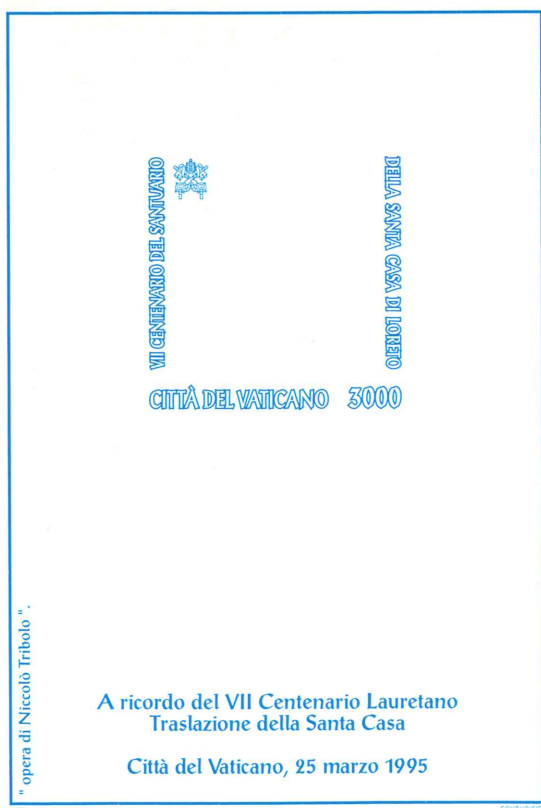 VII CENTENARIO DEL SANTUARIO
DELLA SANTA CASA DI LORETO
CITTÀ DEL VATICANO 3000
" opera di Niccolò Tribolo ".
A ricordo del VII Centenario Lauretano
Traslazione della Santa Casa
Città del Vaticano, 25 marzo 1995